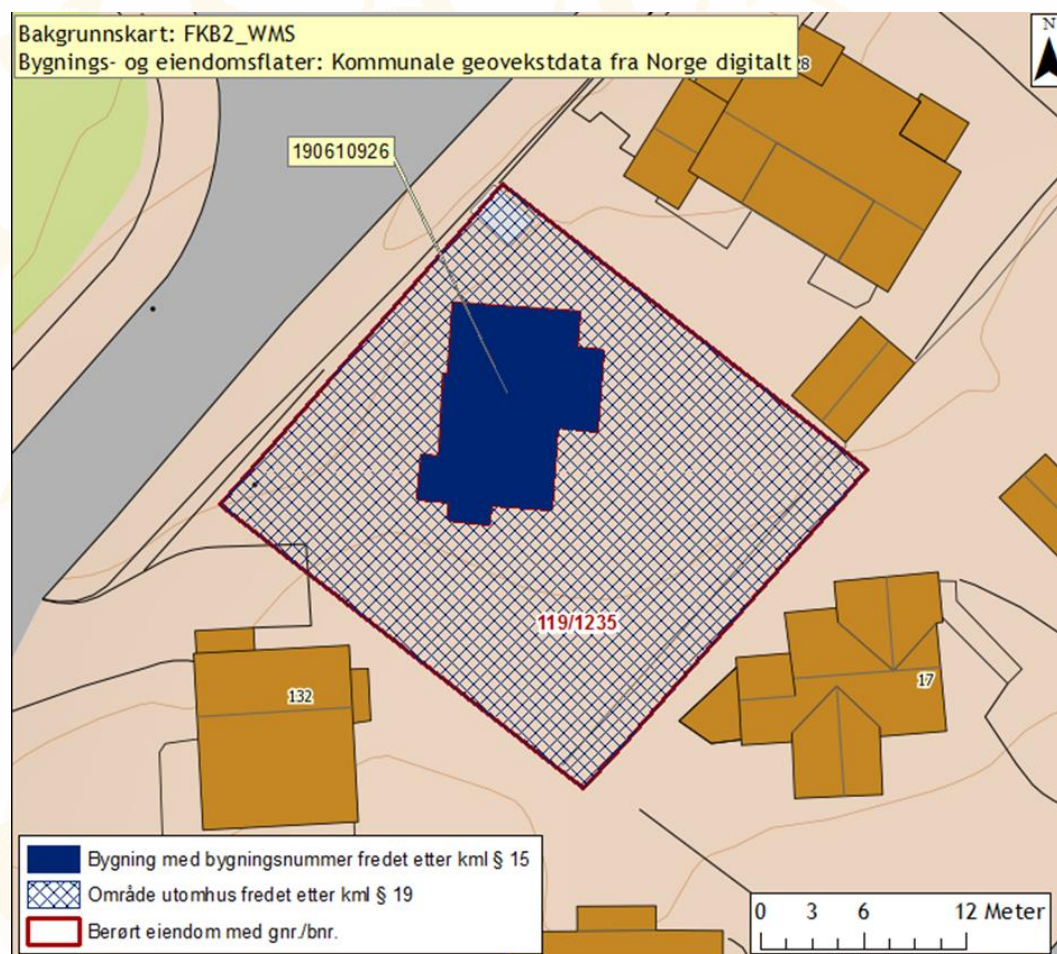 Bakgrunnskart: FKB2_WMS
Bygnings- og eiendomsflater: Kommunale geovekstdata fra Norge digitalt
N
28
190610926
119/1235
132
17
Bygning med bygningsnummer fredet etter kml § 15
Område utomhus fredet etter kml § 19
Berørt eiendom med gnr./bnr.
0 3 6 12 Meter